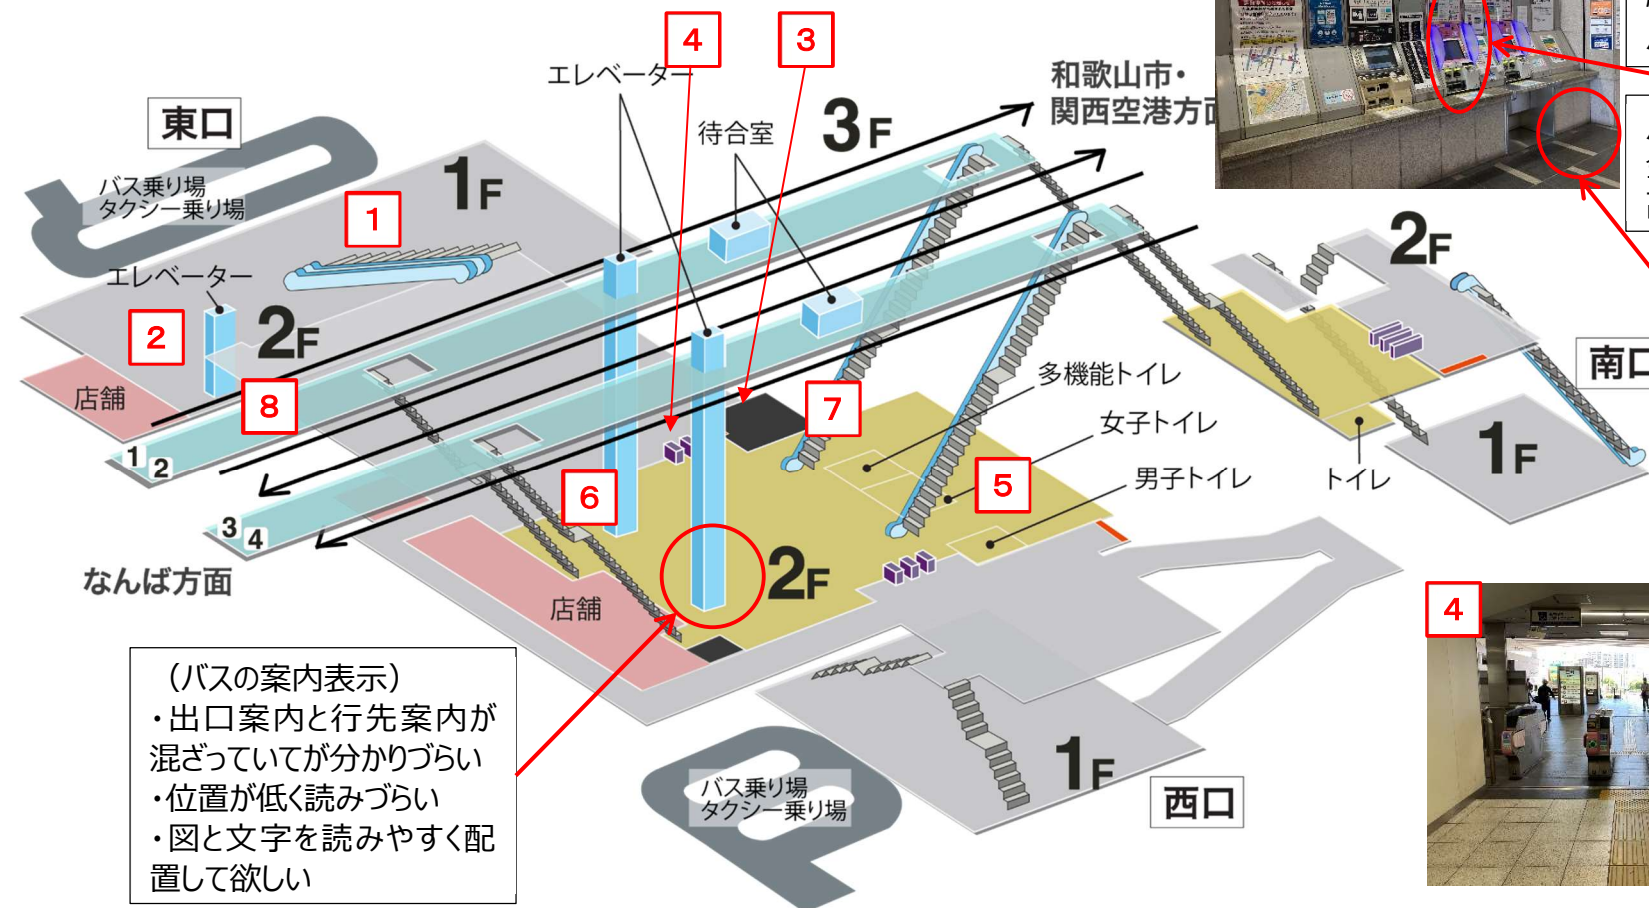 4
3
エレベーター
和歌山市・
関西空港方面
東口
待合室
3F
1F
バス乗り場
タクシー乗り場
1
2F
エレベーター
2F
2
多機能トイレ
南口
店舗
8
7
女子トイレ
1
2
5
男子トイレ
トイレ
1F
6
3
4
2F
なんば方面
店舗
4
（バスの案内表示）
・出口案内と行先案内が
混ざっていてが分かりづらい
・位置が低く読みづらい
・図と文字を読みやすく配
置して欲しい
1F
バス乗り場
タクシー乗り場
西口